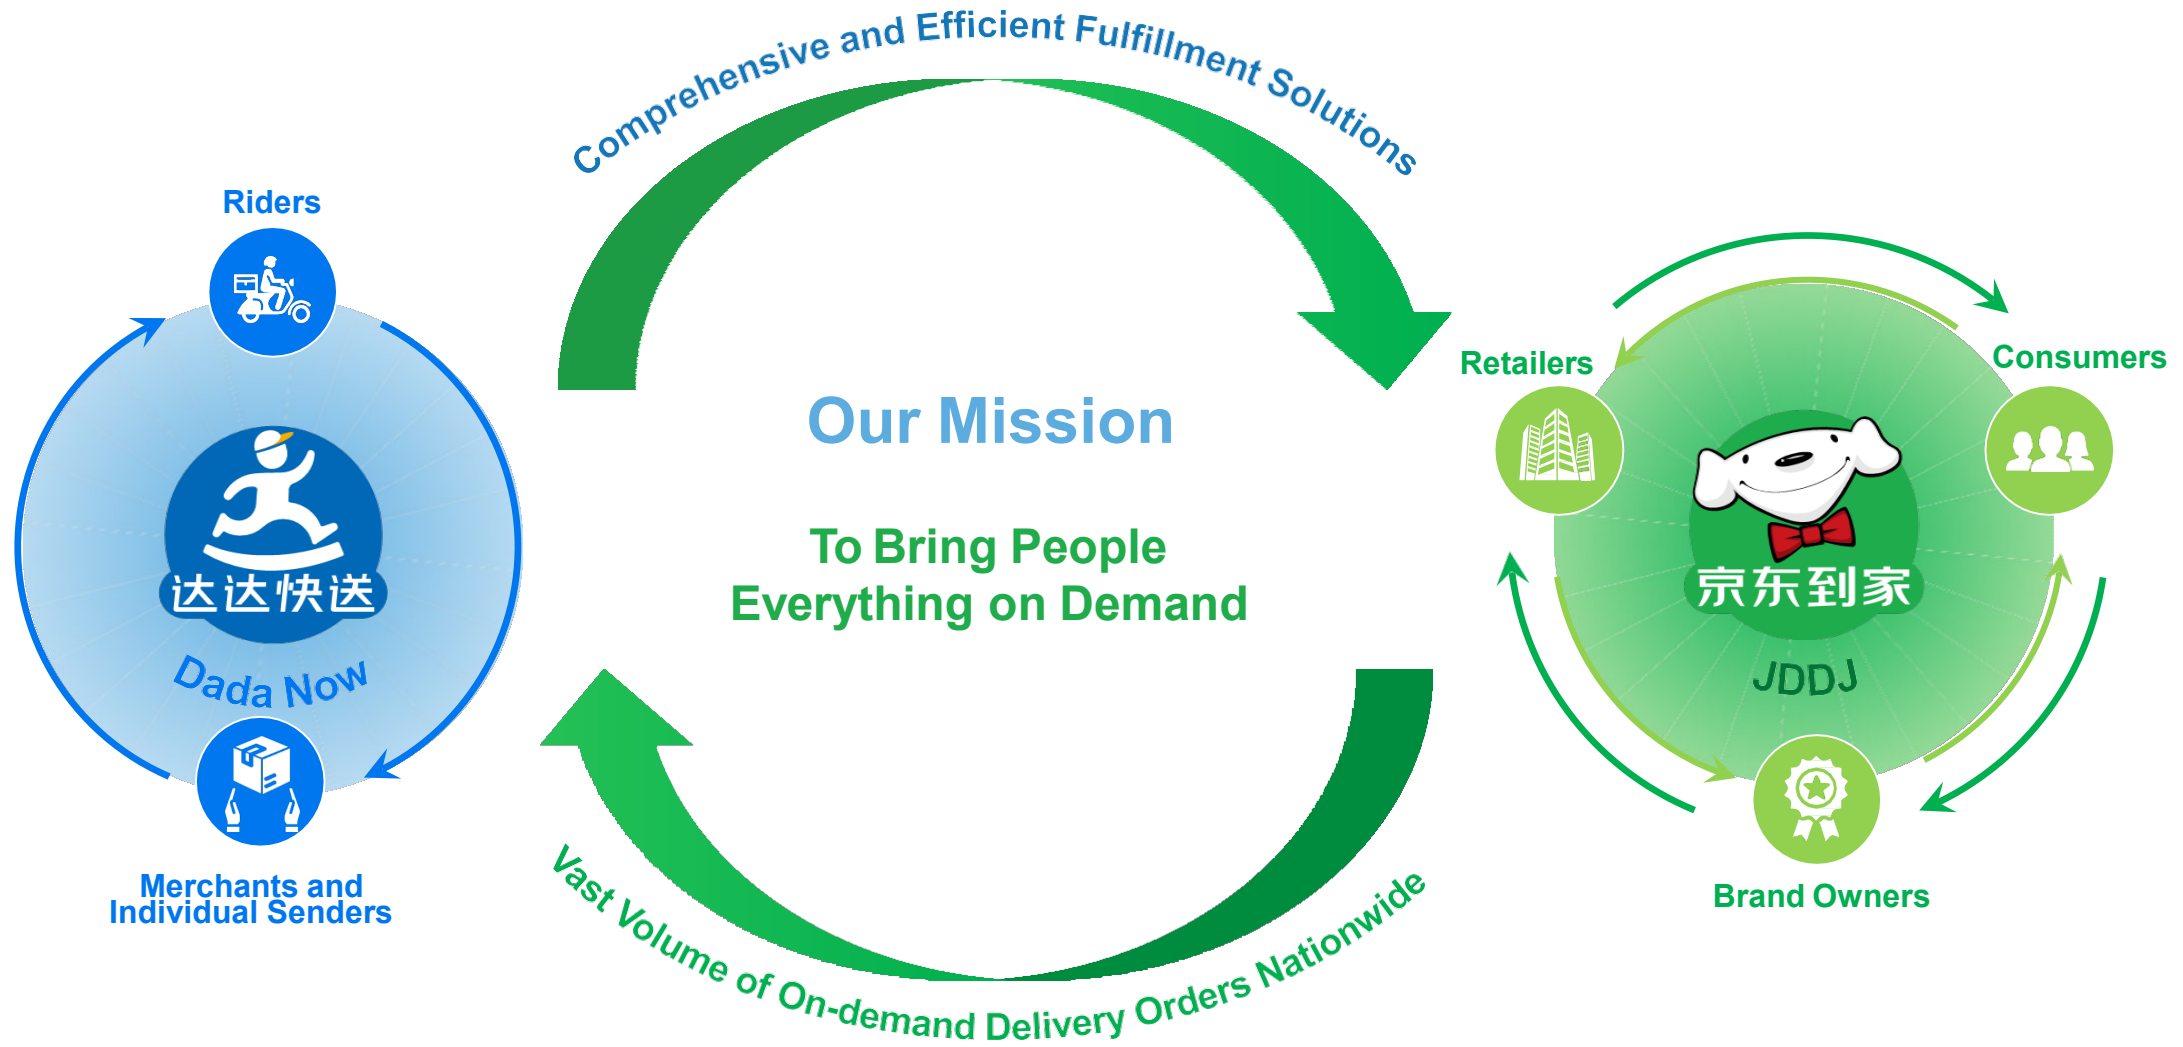 Comprehensive and Efficient Fulfillment Solutions
Riders
达达快送
Dada Now
Merchants and
Individual Senders
Our Mission
To Bring People
Everything on Demand
Retailers
Consumers
京东到家
JDDJ
Brand Owners
Vast Volume of On-demand Delivery Orders Nationwide